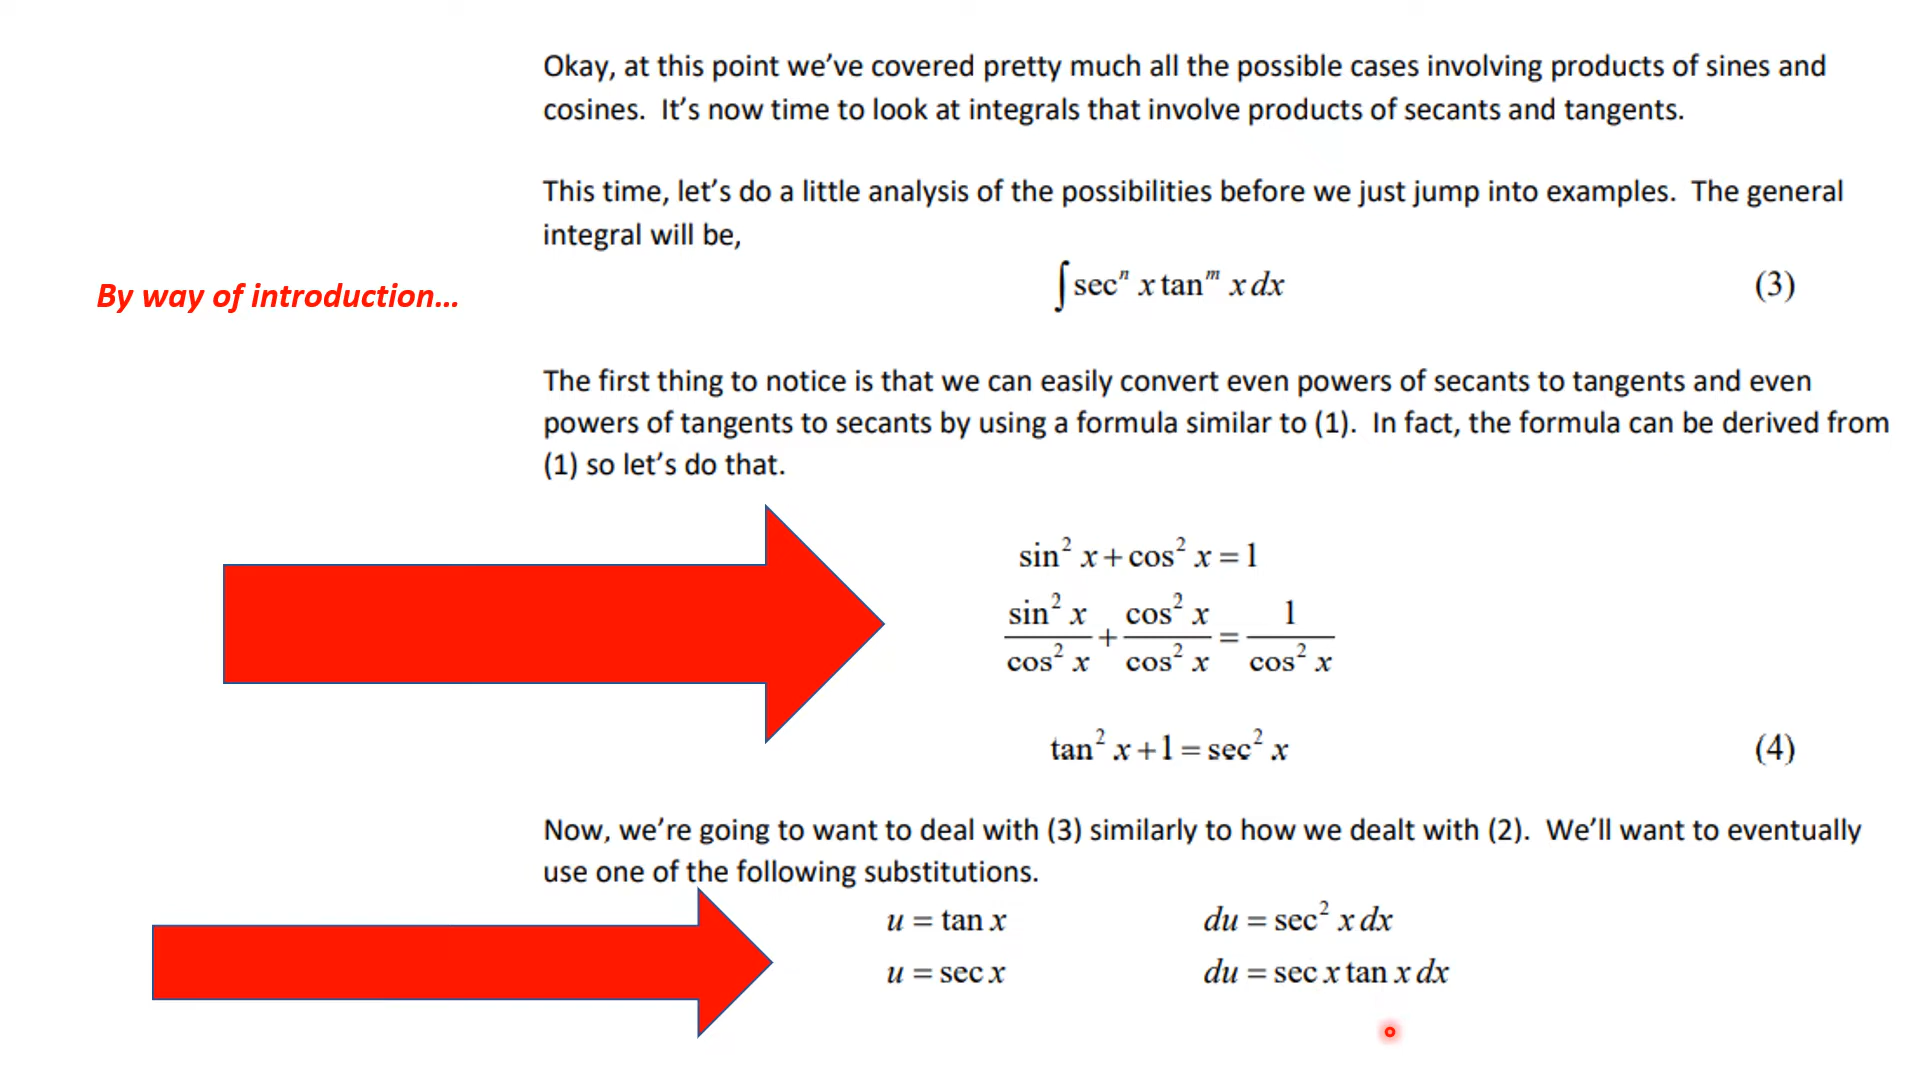 Okay, at this point we’ve covered pretty much all the possible cases involving products of sines and
cosines.  It’s now time to look at integrals that involve products of secants and tangents.
This time, let’s do a little analysis of the possibilities before we just jump into examples.  The general
integral will be,
By way of introduction...
∫ secⁿ x tanᵐ x dx (3)
The first thing to notice is that we can easily convert even powers of secants to tangents and even
powers of tangents to secants by using a formula similar to (1).  In fact, the formula can be derived from
(1) so let’s do that.
sin² x + cos² x = 1
sin² x / cos² x + cos² x / cos² x = 1 / cos² x
tan² x + 1 = sec² x (4)
Now, we’re going to want to deal with (3) similarly to how we dealt with (2).  We’ll want to eventually
use one of the following substitutions.
u = tan x du = sec² x dx
u = sec x du = sec x tan x dx